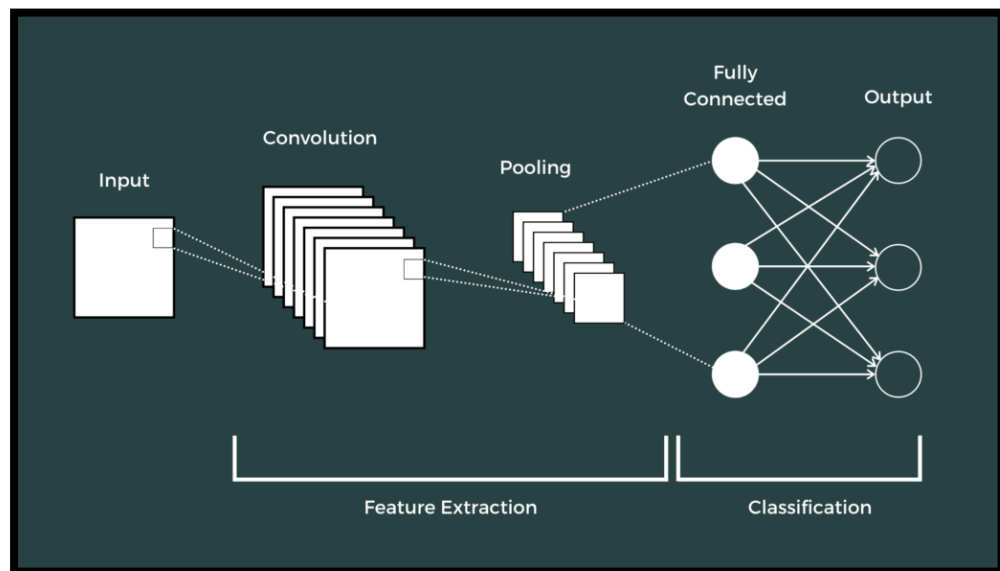 Input
Convolution
Pooling
Fully
Connected
Output
Feature Extraction
Classification